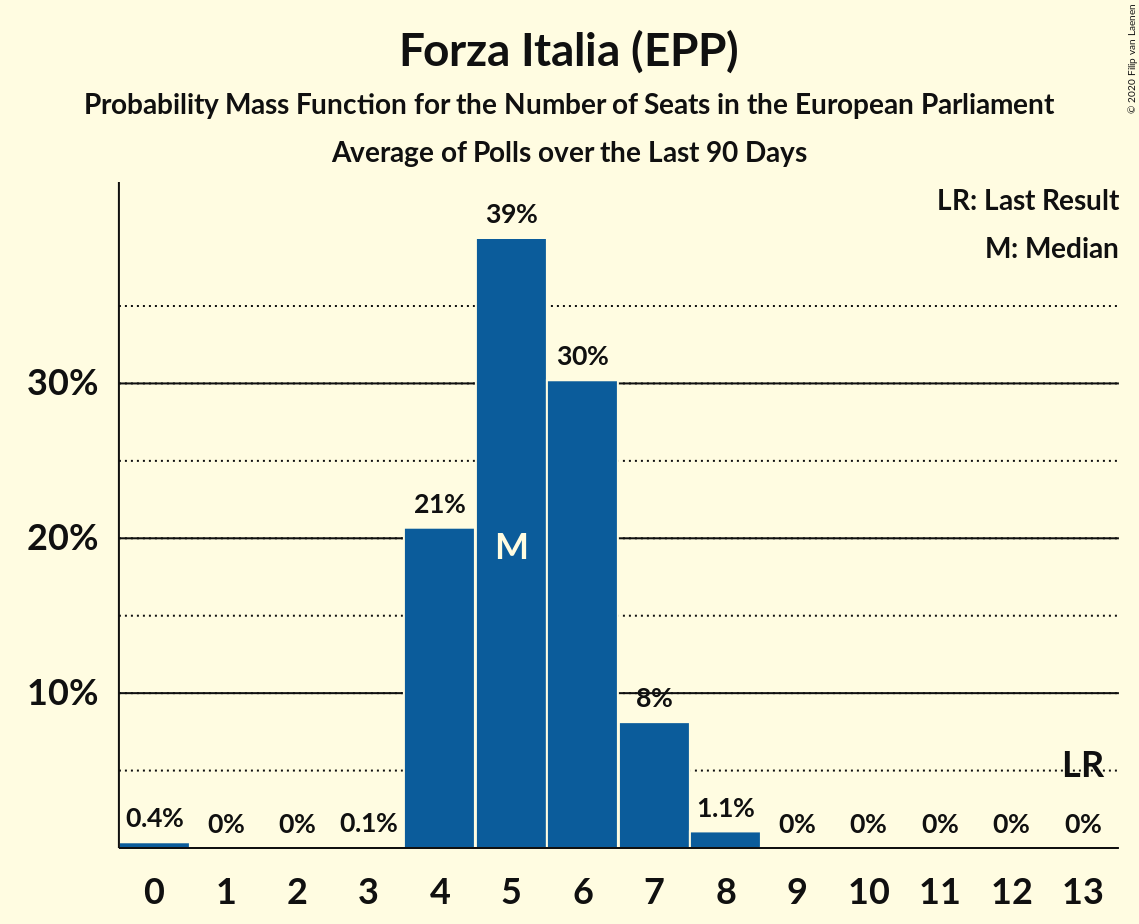 Forza Italia (EPP)
Probability Mass Function for the Number of Seats in the European Parliament
Average of Polls over the Last 90 Days
© 2020 Filip van Laenen
LR: Last Result
M: Median
39%
30%
30%
21%
20%
M
10%
8%
LR
0.4%
0%
0%
0.1%
1.1%
0%
0%
0%
0%
0%
0 1 2 3 4 5 6 7 8 9 10 11 12 13